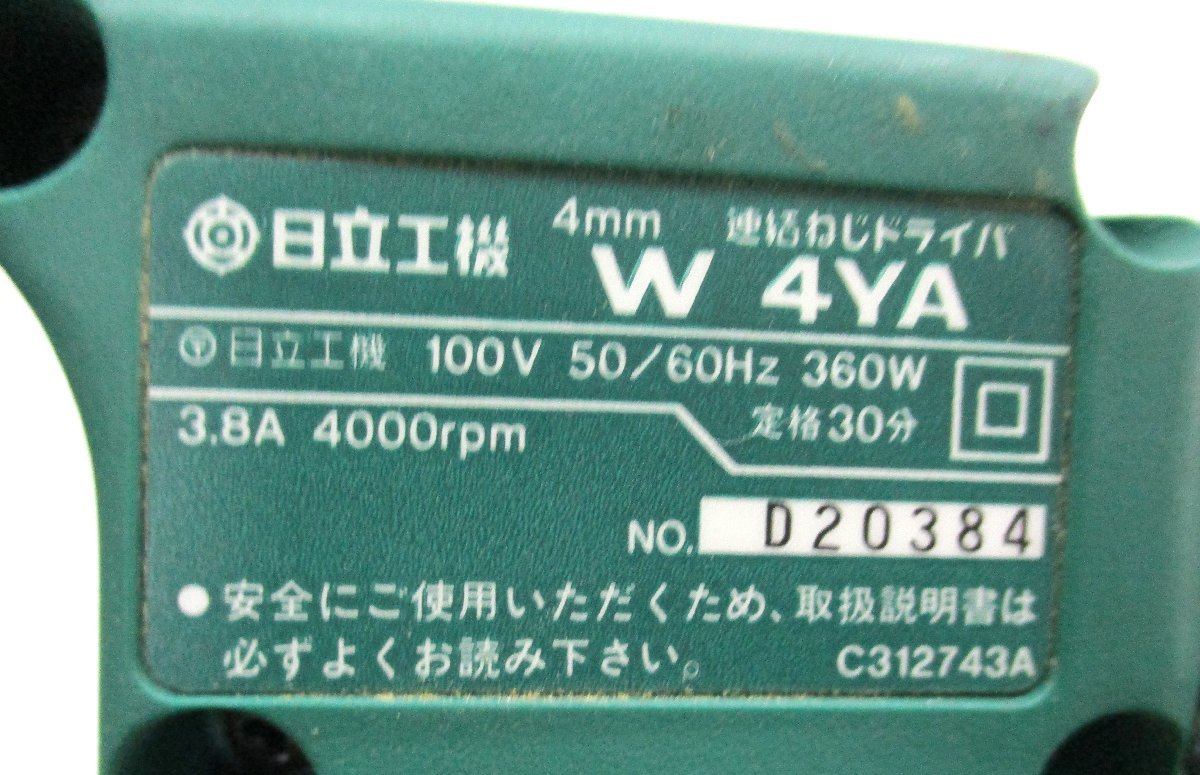 日立工機 4mm 連結ねじドライバ
W 4YA
〒 日立工機 100V 50/60Hz 360W
3.8A 4000rpm 定格30分
NO. D20384
● 安全にご使用いただくため、取扱説明書は
必ずよくお読み下さい。 C312743A